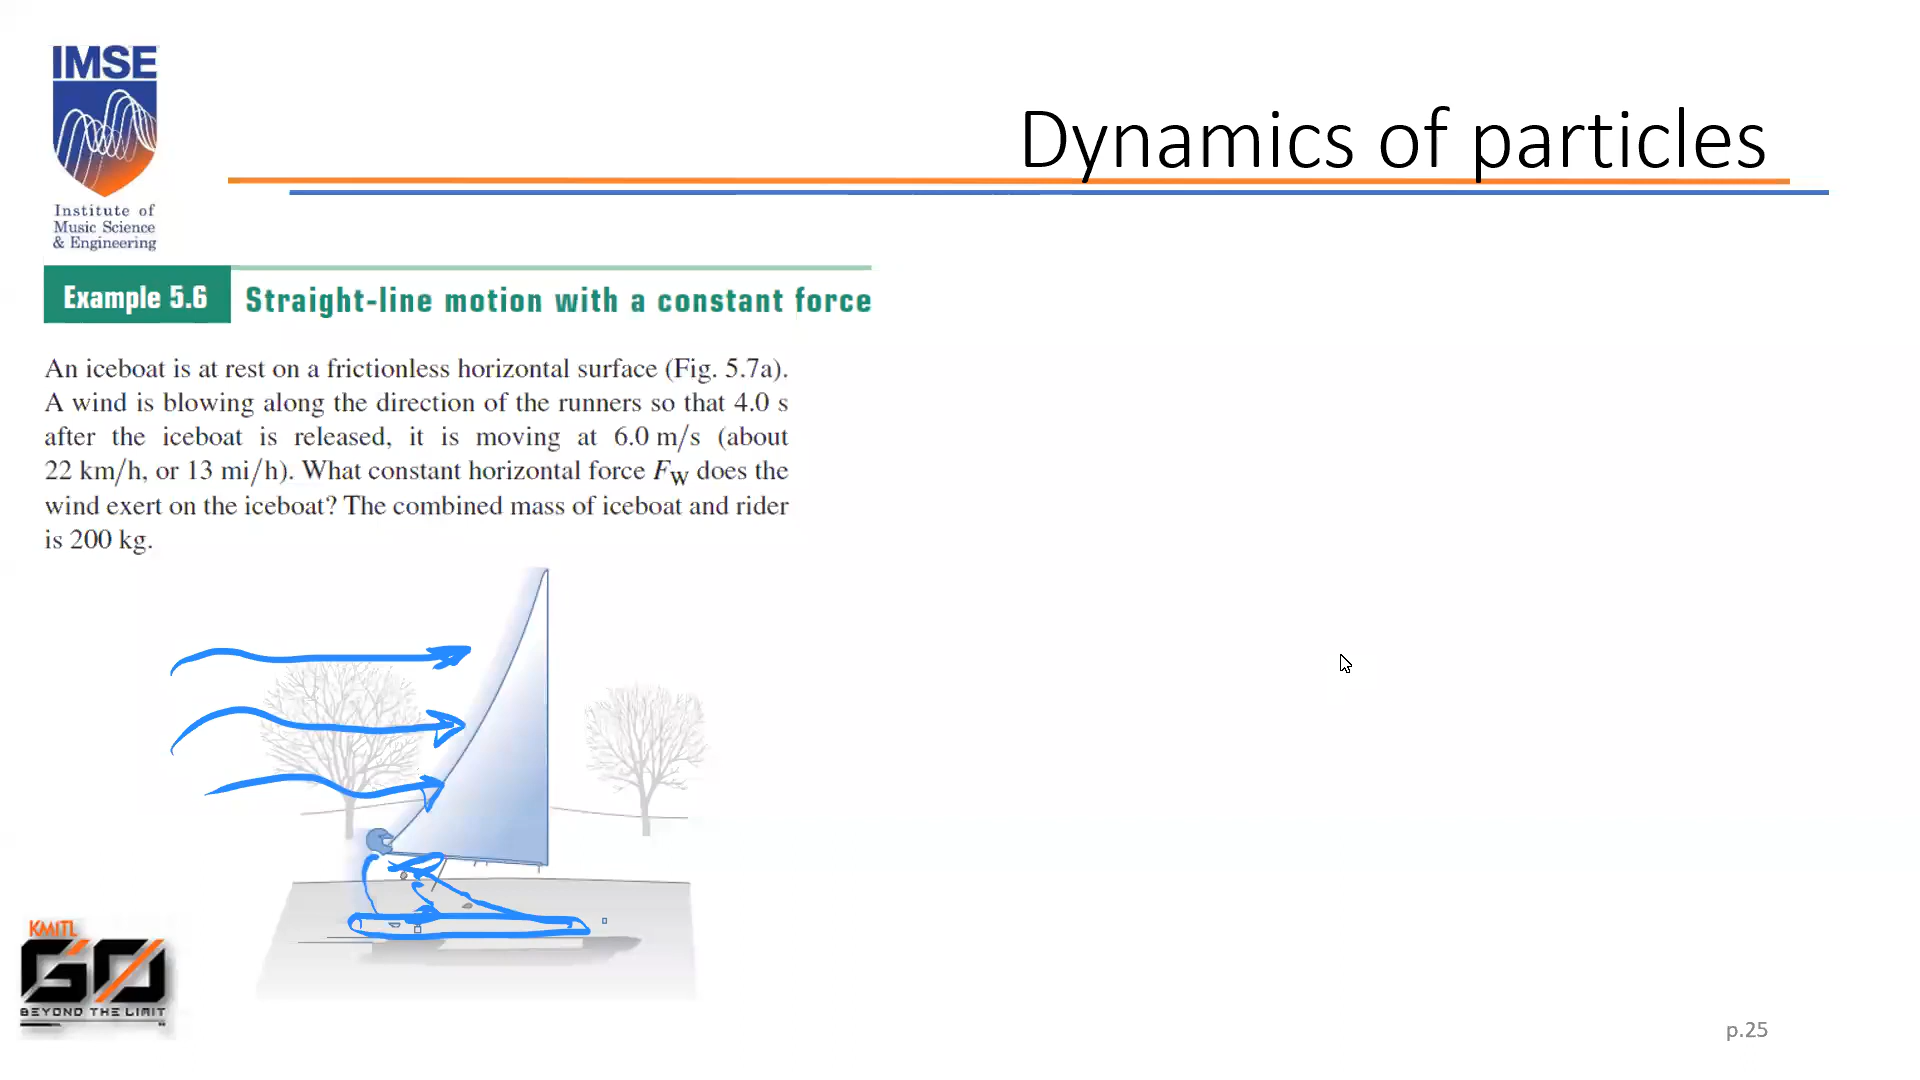 IMSE
Institute of
Music Science
& Engineering
Dynamics of particles
Example 5.6 Straight-line motion with a constant force
An iceboat is at rest on a frictionless horizontal surface (Fig. 5.7a).
A wind is blowing along the direction of the runners so that 4.0 s
after the iceboat is released, it is moving at 6.0 m/s (about
22 km/h, or 13 mi/h). What constant horizontal force FW does the
wind exert on the iceboat? The combined mass of iceboat and rider
is 200 kg.
KMITL
GO
BEYOND THE LIMIT
p.25